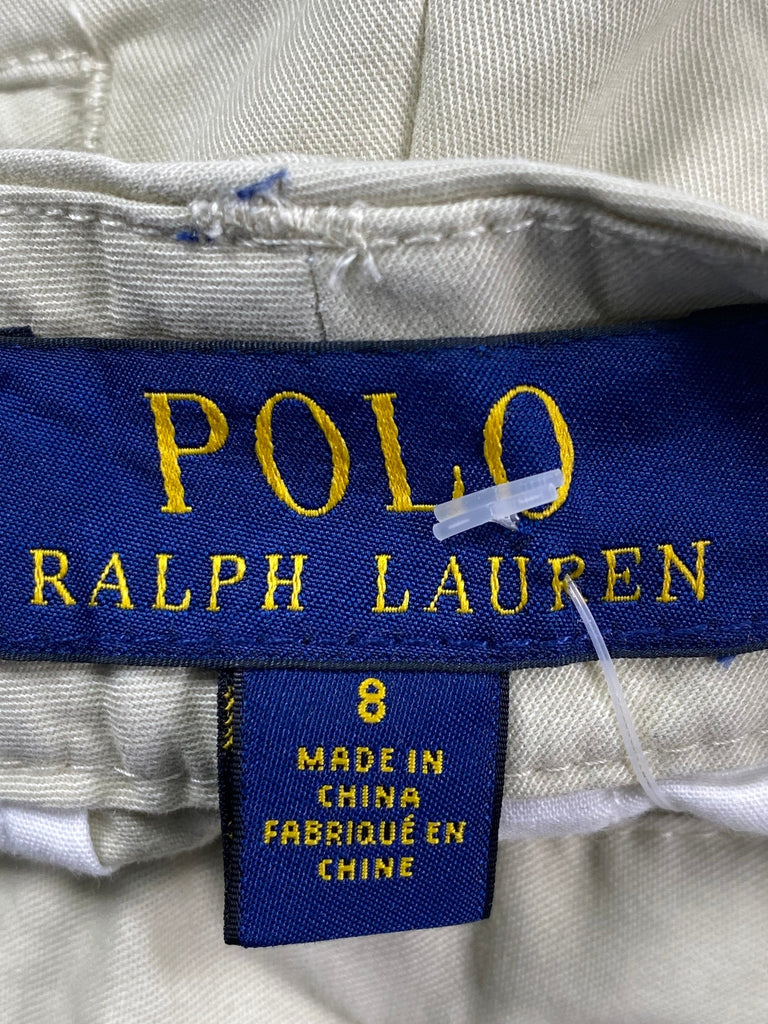 POLO
RALPH LAUREN
8
MADE IN
CHINA
FABRIQUÉ EN
CHINE